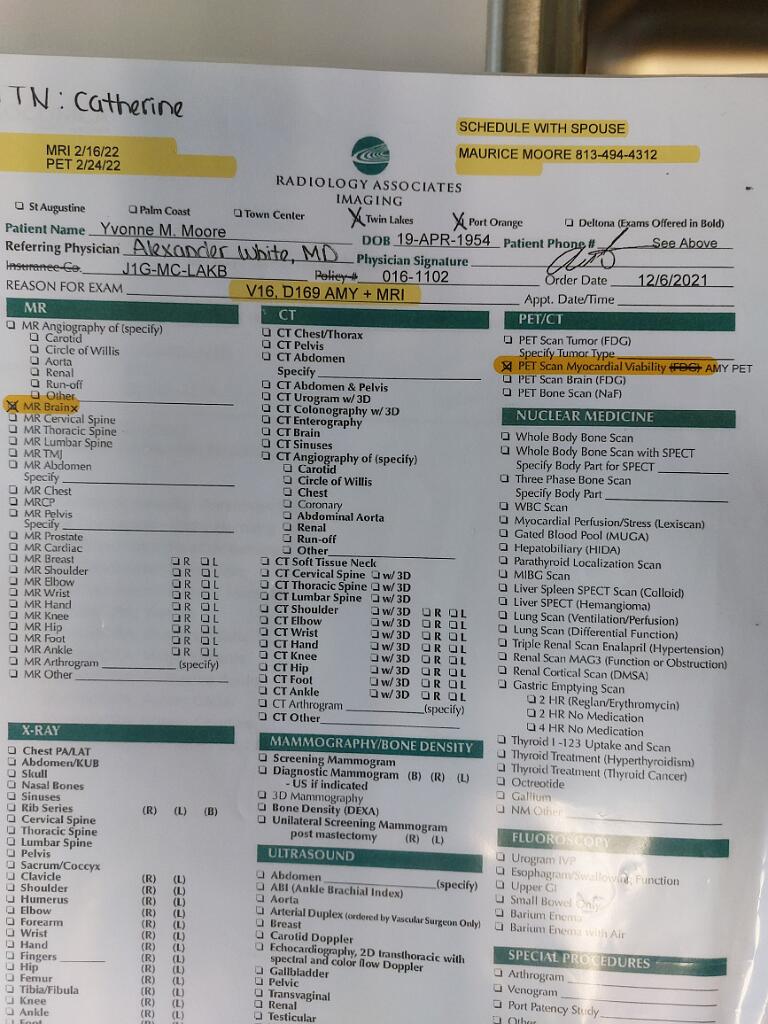 TN: Catherine
MRI 2/16/22
PET 2/24/22
SCHEDULE WITH SPOUSE
MAURICE MOORE 813-494-4312
RADIOLOGY ASSOCIATES
IMAGING
St Augustine Palm Coast Town Center Twin Lakes Port Orange Deltona (Exams Offered in Bold)
Patient Name Yvonne M. Moore DOB 19-APR-1954 Patient Phone # See Above
Referring Physician Alexander White, MD Physician Signature
Insurance Co. J1G-MC-LAKB Policy # 016-1102 Order Date 12/6/2021
REASON FOR EXAM V16, D169 AMY + MRI Appt. Date/Time
MR
MR Angiography of (specify)
Carotid
Circle of Willis
Aorta
Renal
Run-off
Other
MR Brain x
MR Cervical Spine
MR Thoracic Spine
MR Lumbar Spine
MR TMJ
MR Abdomen
Specify
MR Chest
MRCP
MR Pelvis
Specify
MR Prostate
MR Cardiac
MR Breast R L
MR Shoulder R L
MR Elbow R L
MR Wrist R L
MR Hand R L
MR Knee R L
MR Hip R L
MR Foot R L
MR Ankle R L
MR Arthrogram (specify)
MR Other
X-RAY
Chest PA/LAT
Abdomen/KUB
Skull
Nasal Bones
Sinuses
Rib Series (R) (L) (B)
Cervical Spine
Thoracic Spine
Lumbar Spine
Pelvis
Sacrum/Coccyx
Clavicle (R) (L)
Shoulder (R) (L)
Humerus (R) (L)
Elbow (R) (L)
Forearm (R) (L)
Wrist (R) (L)
Hand (R) (L)
Fingers (R) (L)
Hip (R) (L)
Femur (R) (L)
Tibia/Fibula (R) (L)
Knee (R) (L)
Ankle (R) (L)
Foot (R) (L)
CT
CT Chest/Thorax
CT Pelvis
CT Abdomen
Specify
CT Abdomen & Pelvis
CT Urogram w/ 3D
CT Colonography w/ 3D
CT Enterography
CT Brain
CT Sinuses
CT Angiography of (specify)
Carotid
Circle of Willis
Chest
Coronary
Abdominal Aorta
Renal
Run-off
Other
CT Soft Tissue Neck
CT Cervical Spine w/ 3D
CT Thoracic Spine w/ 3D
CT Lumbar Spine w/ 3D
CT Shoulder w/ 3D R L
CT Elbow w/ 3D R L
CT Wrist w/ 3D R L
CT Hand w/ 3D R L
CT Knee w/ 3D R L
CT Hip w/ 3D R L
CT Foot w/ 3D R L
CT Ankle w/ 3D R L
CT Arthrogram (specify)
CT Other
MAMMOGRAPHY/BONE DENSITY
Screening Mammogram
Diagnostic Mammogram (B) (R) (L)
- US if indicated
3D Mammography
Bone Density (DEXA)
Unilateral Screening Mammogram
post mastectomy (R) (L)
ULTRASOUND
Abdomen (specify)
ABI (Ankle Brachial Index)
Aorta
Arterial Duplex (ordered by Vascular Surgeon Only)
Breast
Carotid Doppler
Echocardiography, 2D transthoracic with
spectral and color flow Doppler
Gallbladder
Pelvic
Transvaginal
Renal
Testicular
PET/CT
PET Scan Tumor (FDG)
Specify Tumor Type
PET Scan Myocardial Viability (FDG) AMY PET
PET Scan Brain (FDG)
PET Bone Scan (NaF)
NUCLEAR MEDICINE
Whole Body Bone Scan
Whole Body Bone Scan with SPECT
Specify Body Part for SPECT
Three Phase Bone Scan
Specify Body Part
WBC Scan
Myocardial Perfusion/Stress (Lexiscan)
Gated Blood Pool (MUGA)
Hepatobiliary (HIDA)
Parathyroid Localization Scan
MIBG Scan
Liver Spleen SPECT Scan (Colloid)
Liver SPECT (Hemangioma)
Lung Scan (Ventilation/Perfusion)
Lung Scan (Differential Function)
Triple Renal Scan Enalapril (Hypertension)
Renal Scan MAG3 (Function or Obstruction)
Renal Cortical Scan (DMSA)
Gastric Emptying Scan
2 HR (Reglan/Erythromycin)
2 HR No Medication
4 HR No Medication
Thyroid I -123 Uptake and Scan
Thyroid Treatment (Hyperthyroidism)
Thyroid Treatment (Thyroid Cancer)
Octreotide
Gallium
NM Other
FLUOROSCOPY
Urogram IVP
Esophagram/Swallowing Function
Upper GI
Small Bowel Only
Barium Enema
Barium Enema with Air
SPECIAL PROCEDURES
Arthrogram
Venogram
Port Patency Study
Other